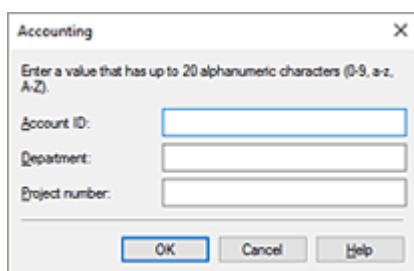 Accounting
Enter a value that has up to 20 alphanumeric characters (0-9, a-z,
A-Z).
Account ID:
Department:
Project number:
OK Cancel Help